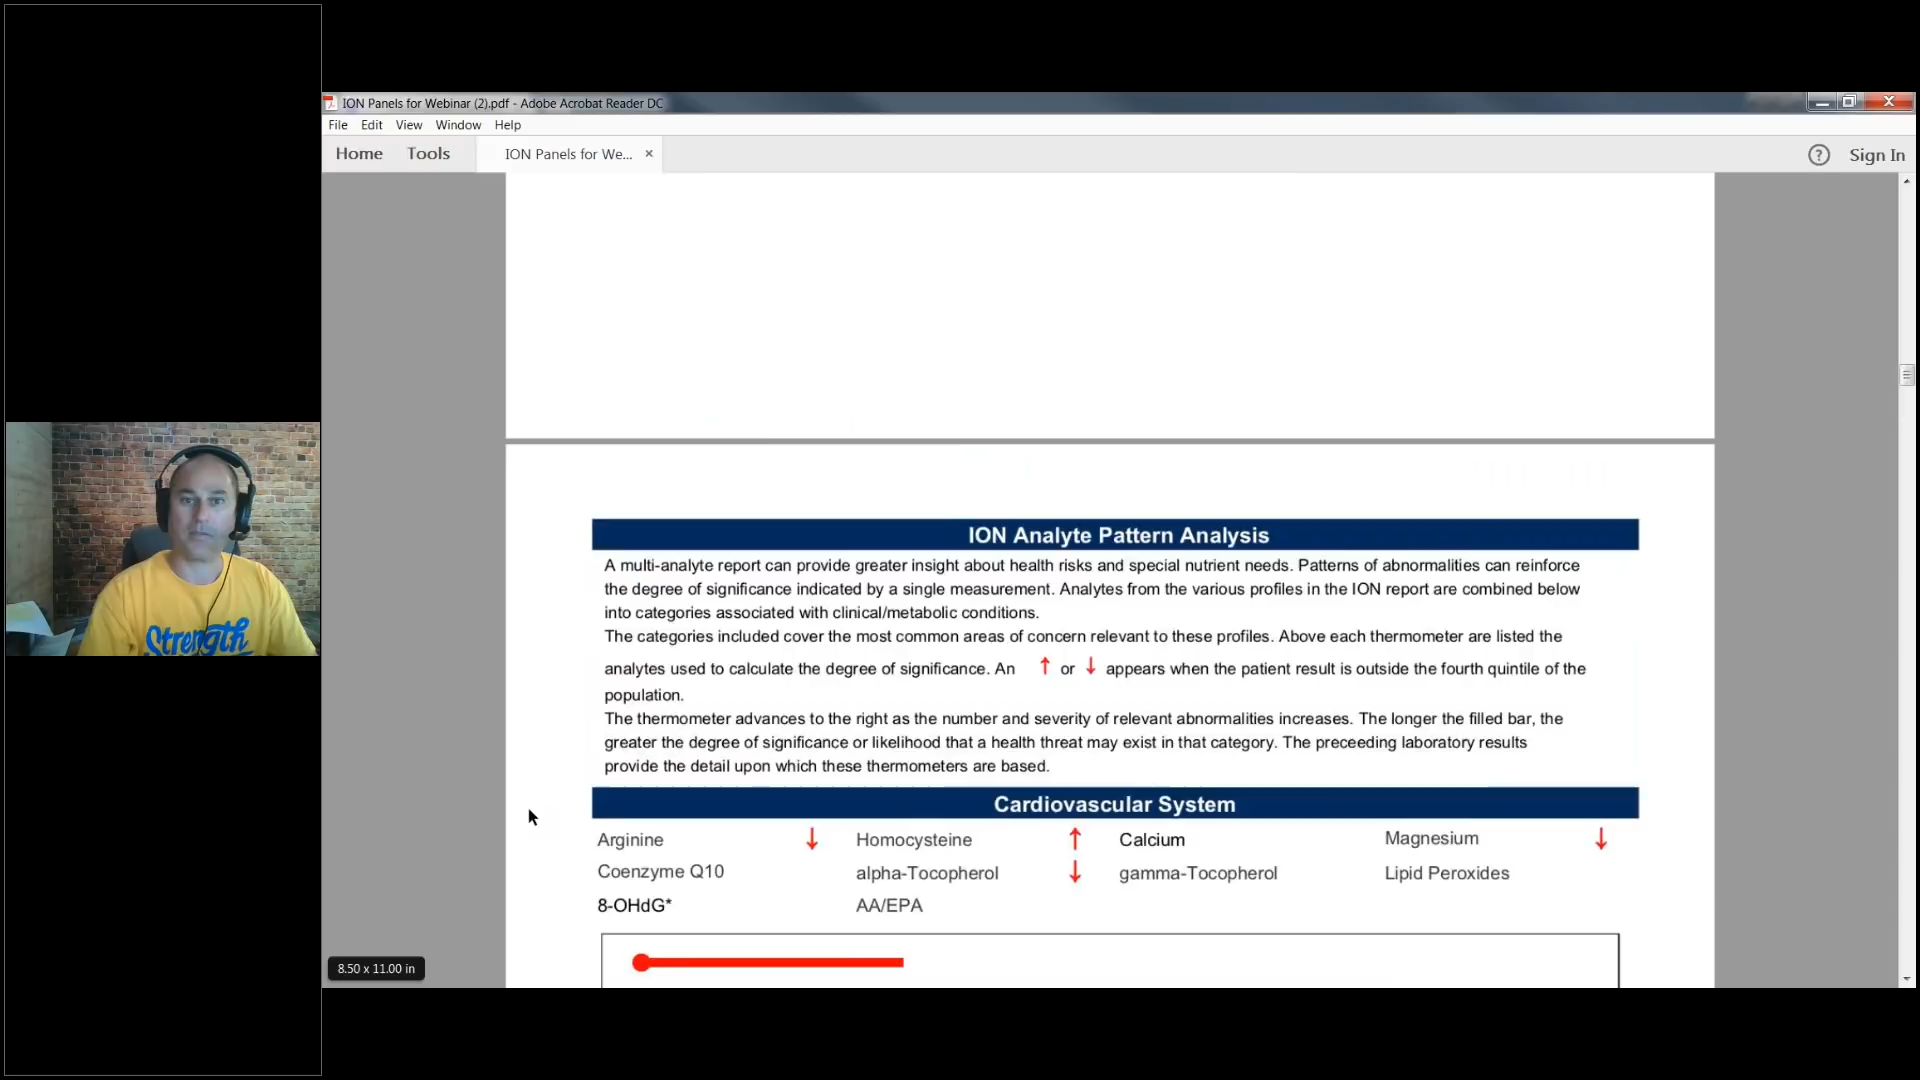 ION Panels for Webinar (2).pdf - Adobe Acrobat Reader DC
File Edit View Window Help
Home Tools ION Panels for We... × ? Sign In
ION Analyte Pattern Analysis
A multi-analyte report can provide greater insight about health risks and special nutrient needs. Patterns of abnormalities can reinforce
the degree of significance indicated by a single measurement. Analytes from the various profiles in the ION report are combined below
into categories associated with clinical/metabolic conditions.
The categories included cover the most common areas of concern relevant to these profiles. Above each thermometer are listed the
analytes used to calculate the degree of significance. An ↑ or ↓ appears when the patient result is outside the fourth quintile of the
population.
The thermometer advances to the right as the number and severity of relevant abnormalities increases. The longer the filled bar, the
greater the degree of significance or likelihood that a health threat may exist in that category. The preceeding laboratory results
provide the detail upon which these thermometers are based.
Cardiovascular System
Arginine ↓ Homocysteine ↑ Calcium Magnesium ↓
Coenzyme Q10 alpha-Tocopherol ↓ gamma-Tocopherol Lipid Peroxides
8-OHdG* AA/EPA
8.50 x 11.00 in
Strength